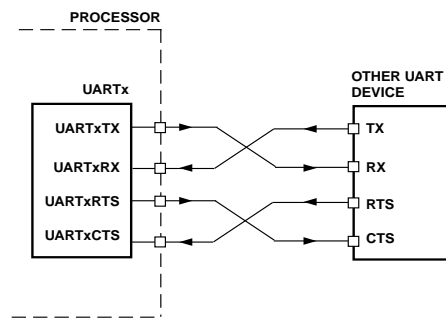 PROCESSOR
UARTx
UARTxTX
UARTxRX
UARTxRTS
UARTxCTS
OTHER UART
DEVICE
TX
RX
RTS
CTS